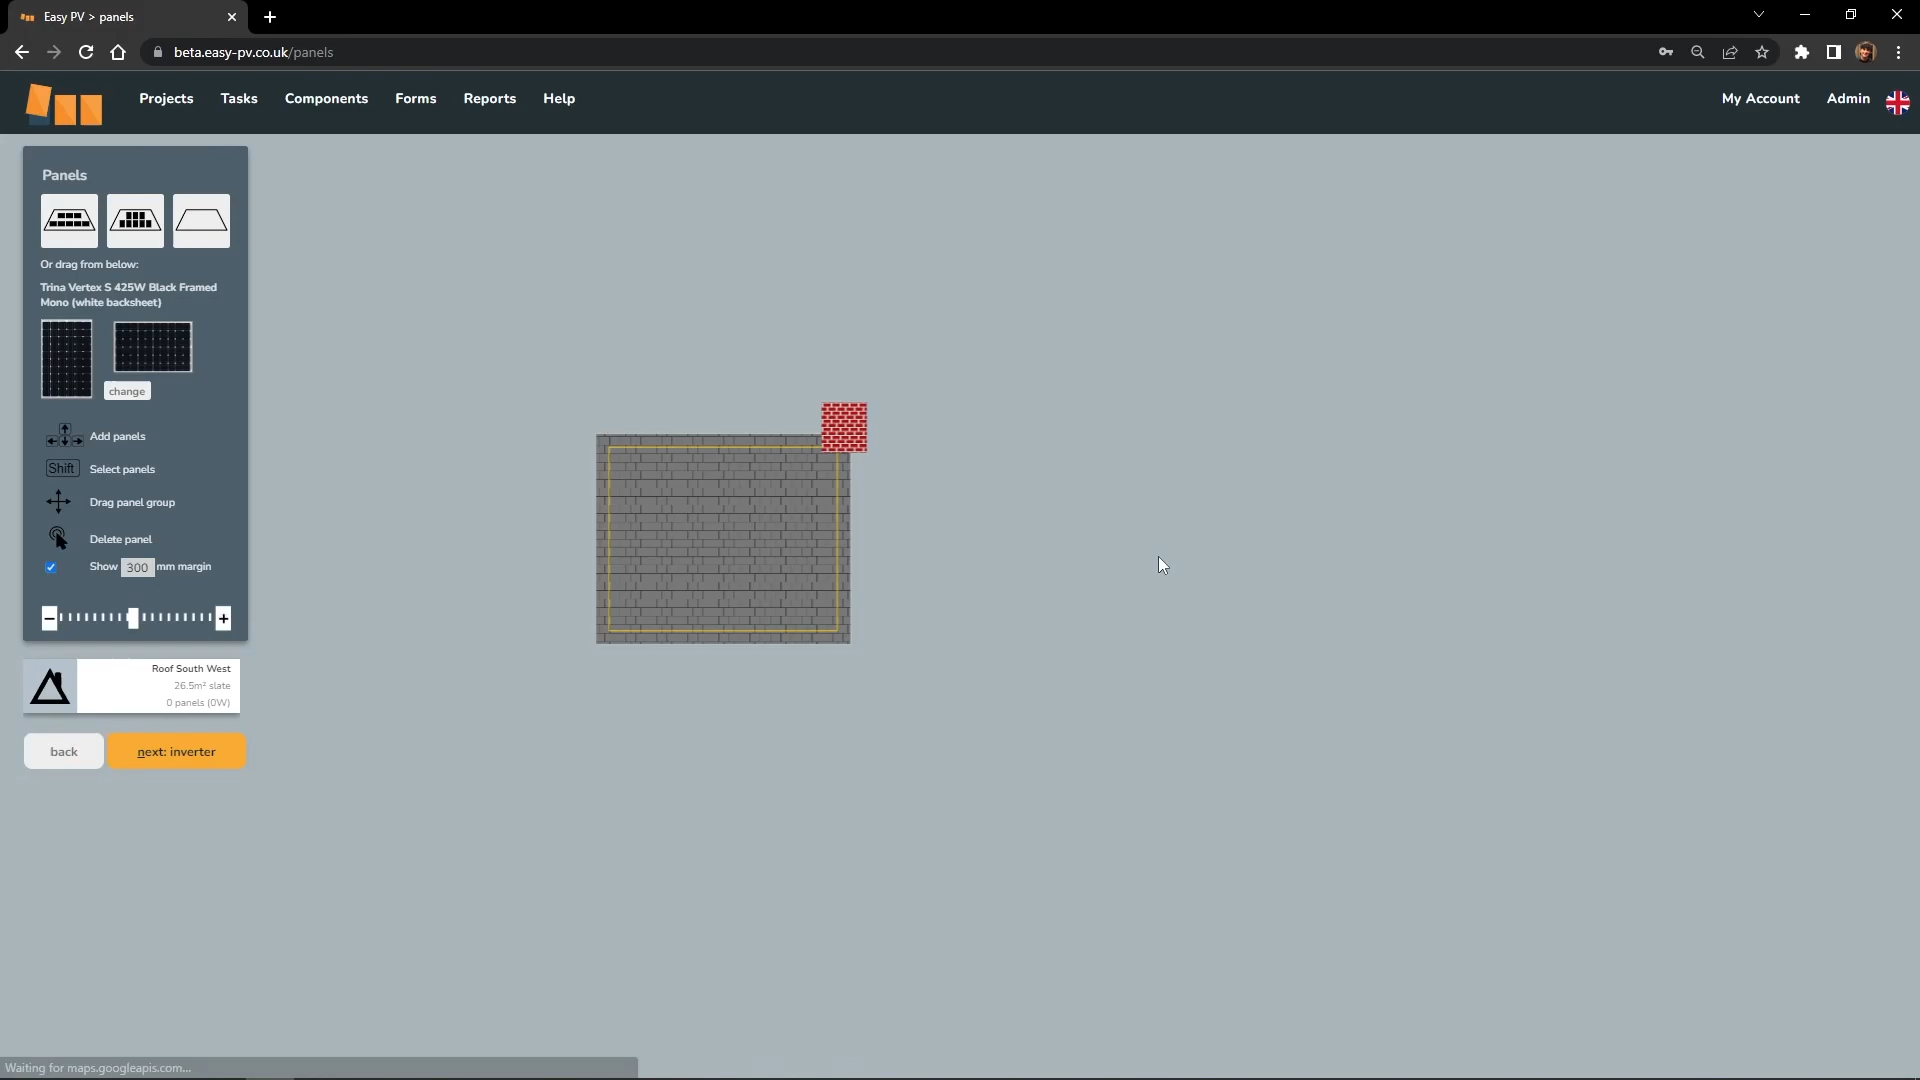 Easy PV > panels
beta.easy-pv.co.uk/panels
Projects Tasks Components Forms Reports Help My Account Admin
Panels
Or drag from below:
Trina Vertex S 425W Black Framed
Mono (white backsheet)
change
Add panels
Shift Select panels
Drag panel group
Delete panel
Show 300 mm margin
− +
Roof South West
26.5m² slate
0 panels (0W)
back next: inverter
Waiting for maps.googleapis.com...